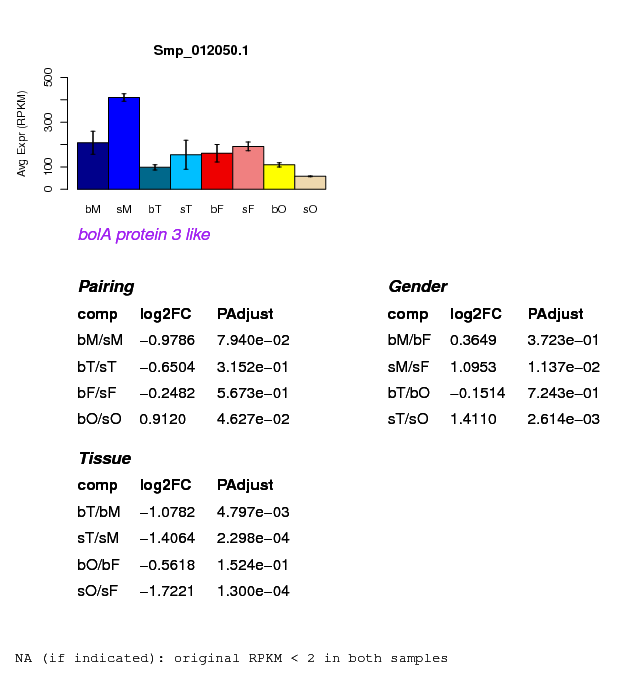 Smp_012050.1
Avg Expr (RPKM)
500
300
100
0
bM sM bT sT bF sF bO sO
bolA protein 3 like
Pairing
comp log2FC PAdjust
bM/sM −0.9786 7.940e−02
bT/sT −0.6504 3.152e−01
bF/sF −0.2482 5.673e−01
bO/sO 0.9120 4.627e−02
Gender
comp log2FC PAdjust
bM/bF 0.3649 3.723e−01
sM/sF 1.0953 1.137e−02
bT/bO −0.1514 7.243e−01
sT/sO 1.4110 2.614e−03
Tissue
comp log2FC PAdjust
bT/bM −1.0782 4.797e−03
sT/sM −1.4064 2.298e−04
bO/bF −0.5618 1.524e−01
sO/sF −1.7221 1.300e−04
NA (if indicated): original RPKM < 2 in both samples